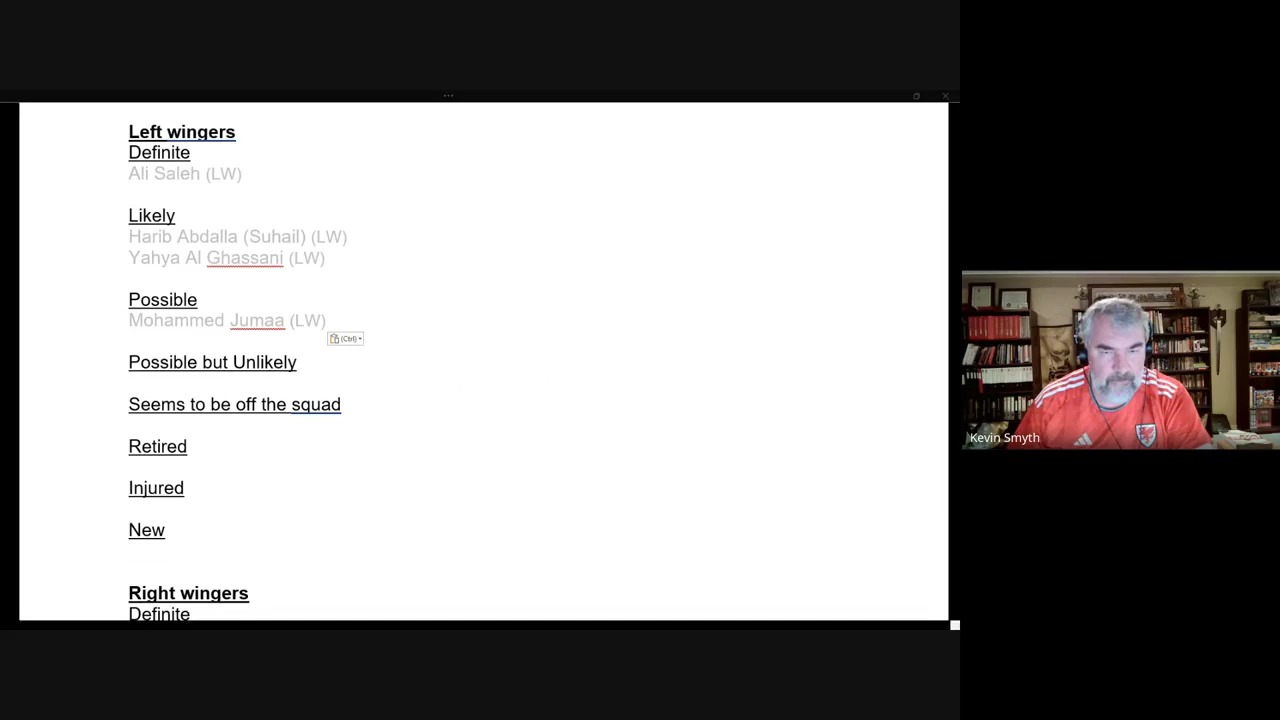 Left wingers
Definite
Ali Saleh (LW)
Likely
Harib Abdalla (Suhail) (LW)
Yahya Al Ghassani (LW)
Possible
Mohammed Jumaa (LW)
(Ctrl)
Possible but Unlikely
Seems to be off the squad
Retired
Injured
New
Right wingers
Definite
Kevin Smyth